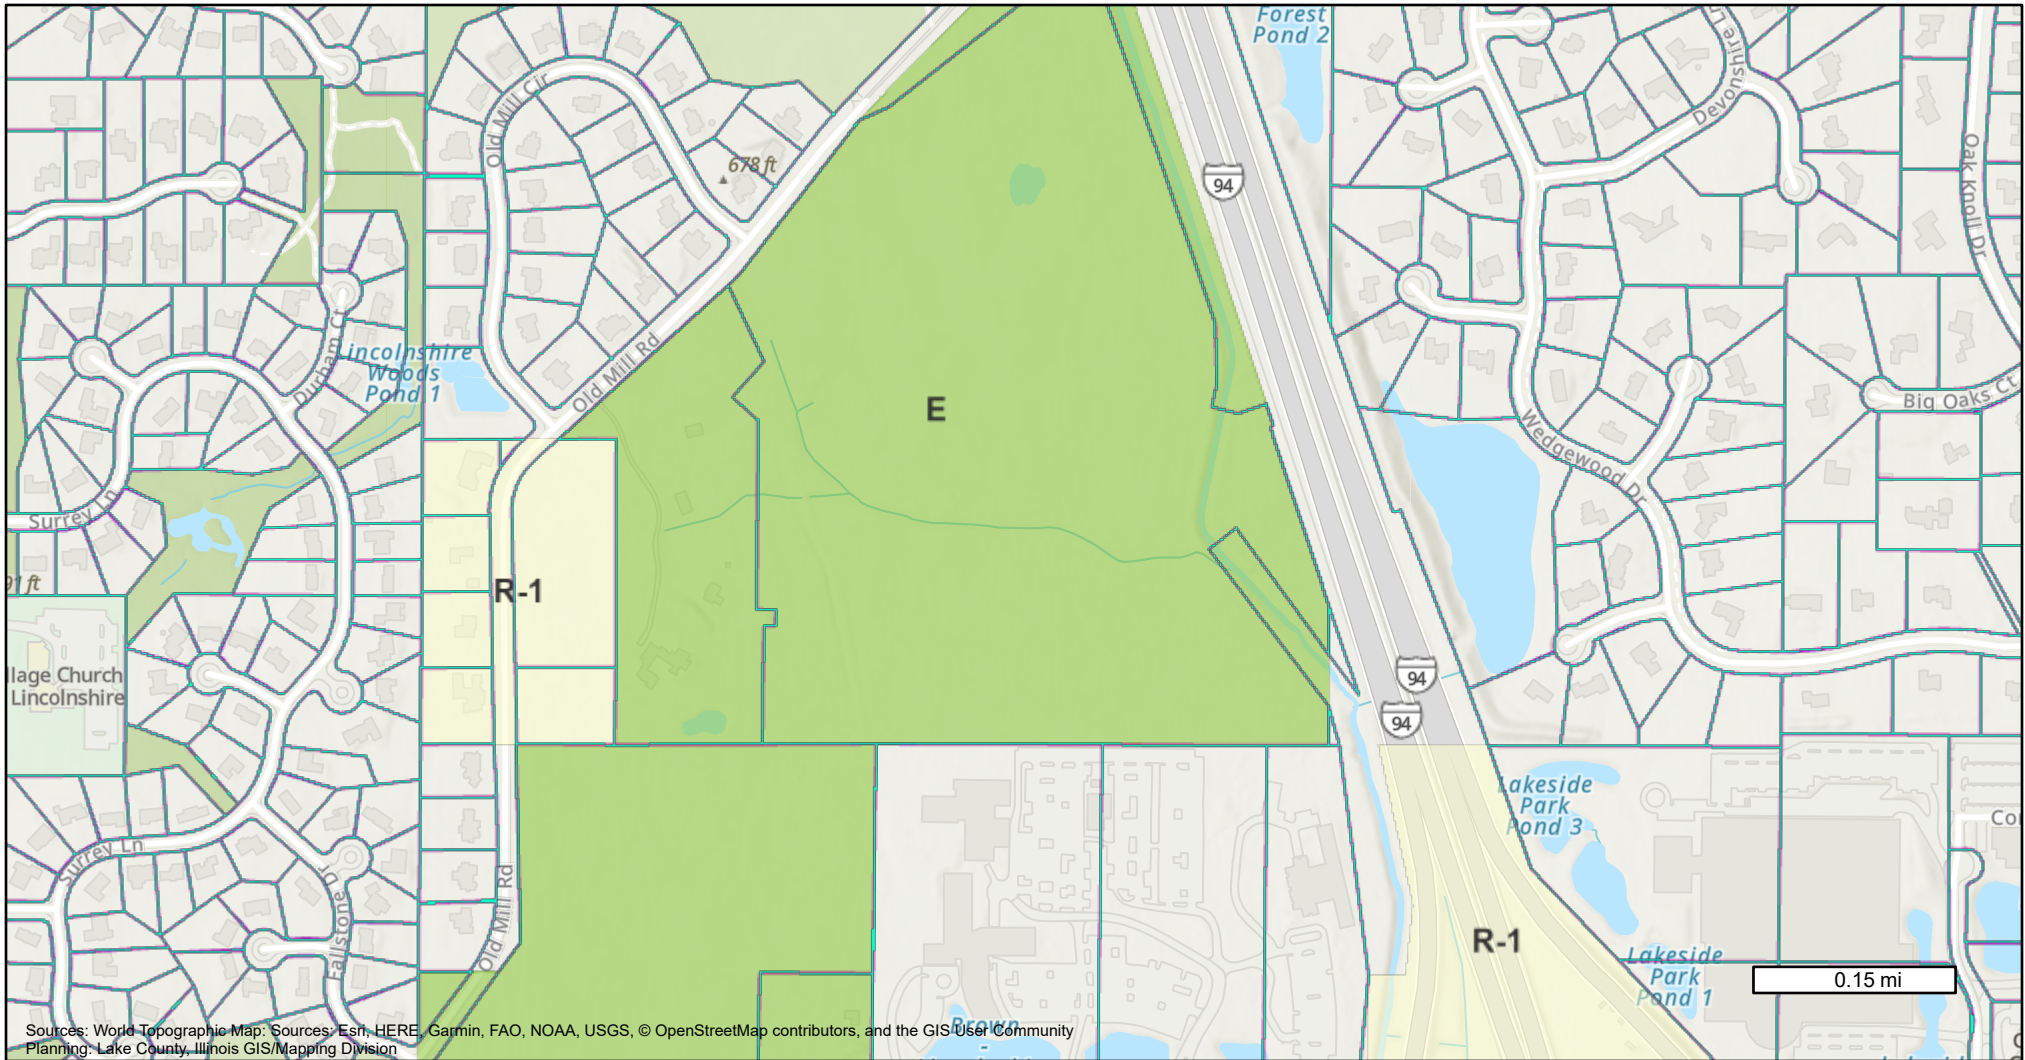 Forest
Pond 2
Devonshire Ln
Old Mill Cir
678 ft
94
Oak Knoll Dr
Durham Ct
incolnshire
Woods
Pond 1
Old Mill Rd
E
Big Oaks Ct
Wedgewood Dr
Surrey Ln
91 ft
R-1
llage Church
Lincolnshire
94
94
Lakeside
Park
Pond 3
Surrey Ln
Fallstone Dr
Old Mill Rd
R-1
Lakeside
Park
Pond 1
0.15 mi
Brown
-
Sources: World Topographic Map: Sources: Esri, HERE, Garmin, FAO, NOAA, USGS, © OpenStreetMap contributors, and the GIS User Community
Planning: Lake County, Illinois GIS/Mapping Division